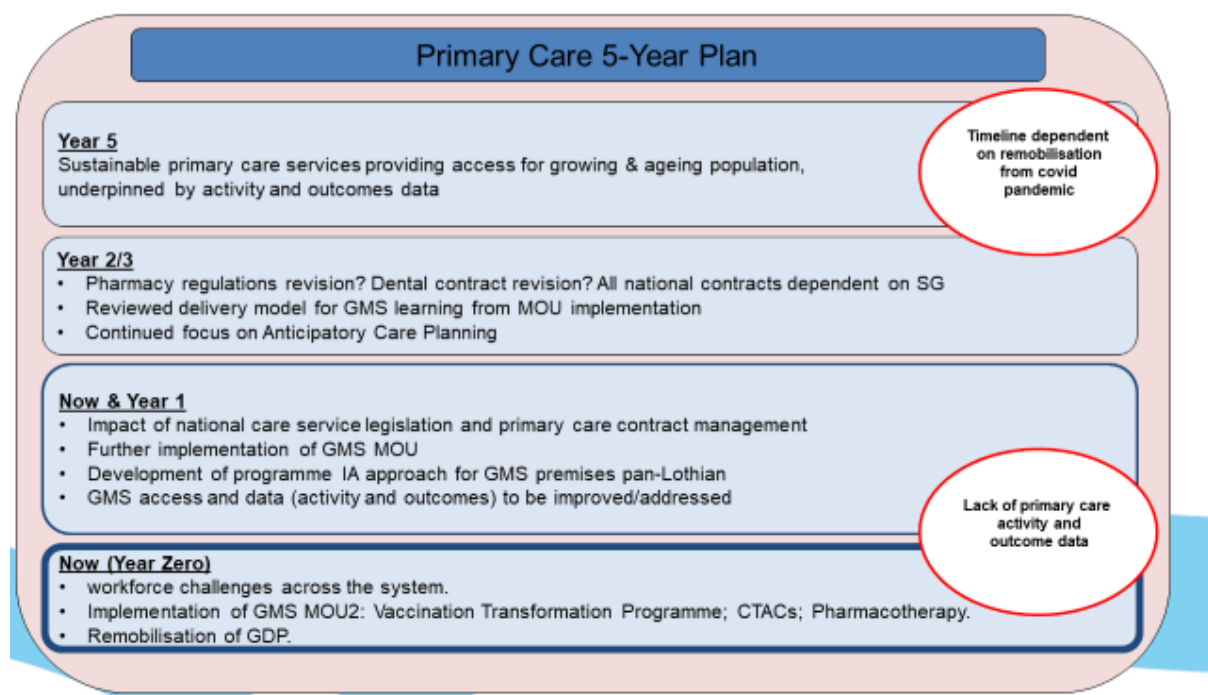 Primary Care 5-Year Plan
Year 5
Sustainable primary care services providing access for growing & ageing population,
underpinned by activity and outcomes data
Timeline dependent
on remobilisation
from covid
pandemic
Year 2/3
• Pharmacy regulations revision? Dental contract revision? All national contracts dependent on SG
• Reviewed delivery model for GMS learning from MOU implementation
• Continued focus on Anticipatory Care Planning
Now & Year 1
• Impact of national care service legislation and primary care contract management
• Further implementation of GMS MOU
• Development of programme IA approach for GMS premises pan-Lothian
• GMS access and data (activity and outcomes) to be improved/addressed
Lack of primary care
activity and
outcome data
Now (Year Zero)
• workforce challenges across the system.
• Implementation of GMS MOU2: Vaccination Transformation Programme; CTACs; Pharmacotherapy.
• Remobilisation of GDP.